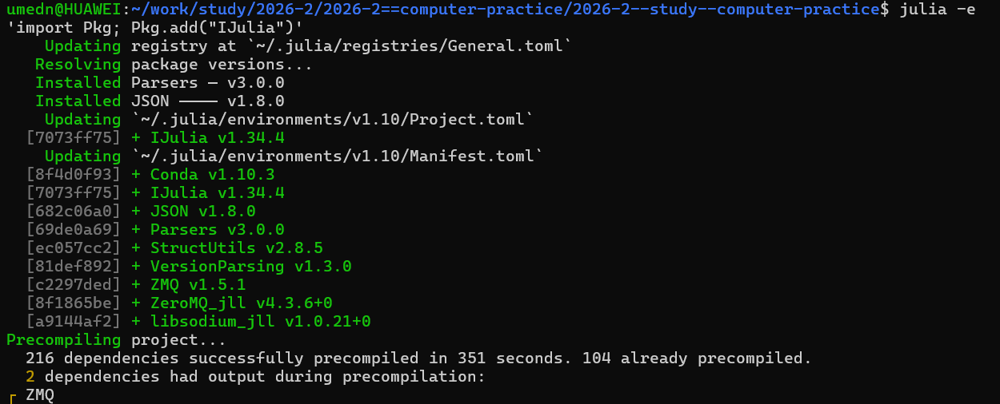 umedn@HUAWEI:~/work/study/2026-2/2026-2==computer-practice/2026-2--study--computer-practice$ julia -e
'import Pkg; Pkg.add("IJulia")'
    Updating registry at `~/.julia/registries/General.toml`
   Resolving package versions...
   Installed Parsers ─ v3.0.0
   Installed JSON ──── v1.8.0
    Updating `~/.julia/environments/v1.10/Project.toml`
  [7073ff75] + IJulia v1.34.4
    Updating `~/.julia/environments/v1.10/Manifest.toml`
  [8f4d0f93] + Conda v1.10.3
  [7073ff75] + IJulia v1.34.4
  [682c06a0] + JSON v1.8.0
  [69de0a69] + Parsers v3.0.0
  [ec057cc2] + StructUtils v2.8.5
  [81def892] + VersionParsing v1.3.0
  [c2297ded] + ZMQ v1.5.1
  [8f1865be] + ZeroMQ_jll v4.3.6+0
  [a9144af2] + libsodium_jll v1.0.21+0
Precompiling project...
  216 dependencies successfully precompiled in 351 seconds. 104 already precompiled.
  2 dependencies had output during precompilation:
┌ ZMQ